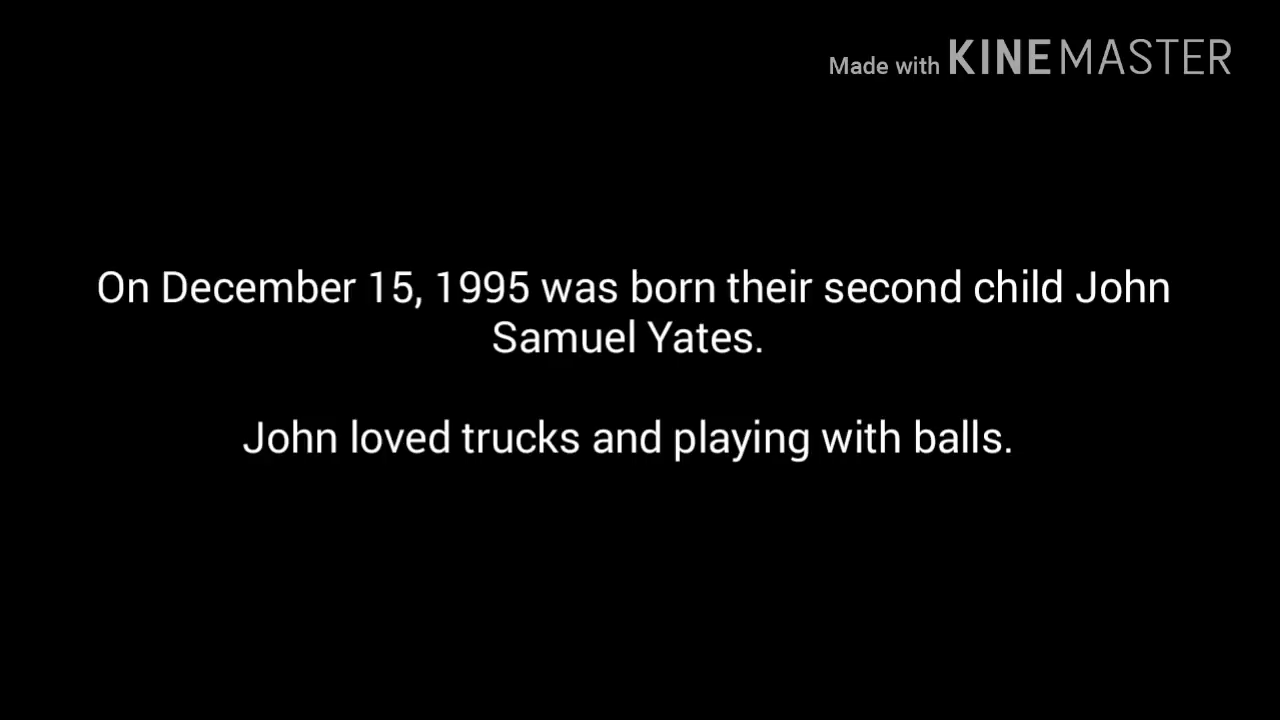 Made with KINEMASTER
On December 15, 1995 was born their second child John
Samuel Yates.
John loved trucks and playing with balls.